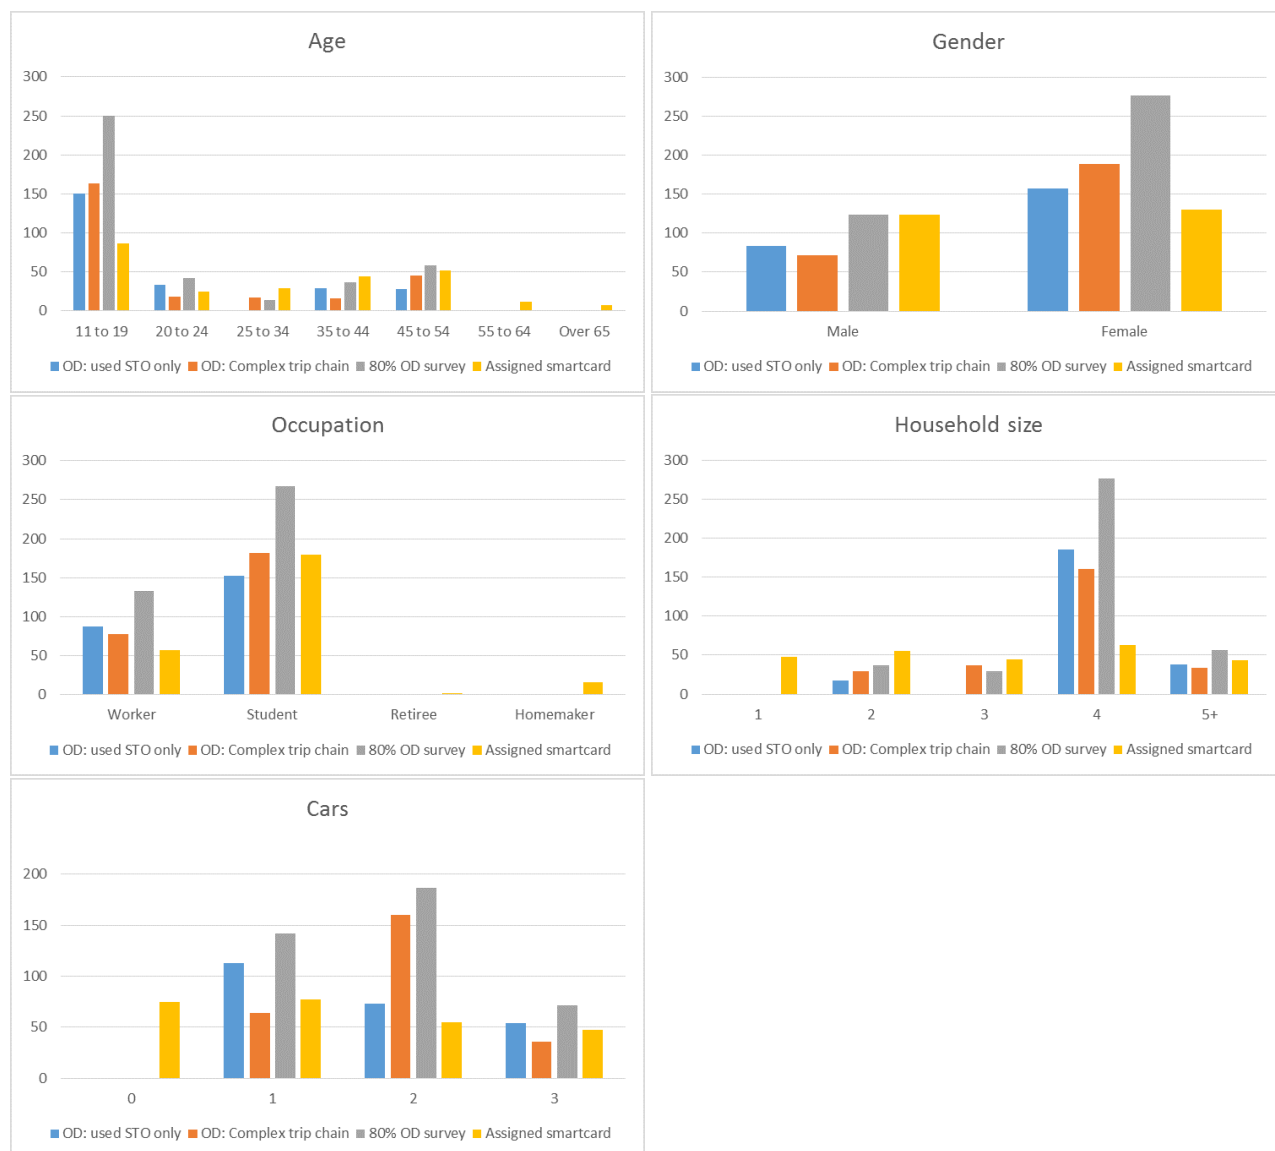 Age
300
250
200
150
100
50
0
11 to 19 20 to 24 25 to 34 35 to 44 45 to 54 55 to 64 Over 65
OD: used STO only OD: Complex trip chain 80% OD survey Assigned smartcard
Gender
300
250
200
150
100
50
0
Male Female
OD: used STO only OD: Complex trip chain 80% OD survey Assigned smartcard
Occupation
300
250
200
150
100
50
0
Worker Student Retiree Homemaker
OD: used STO only OD: Complex trip chain 80% OD survey Assigned smartcard
Household size
300
250
200
150
100
50
0
1 2 3 4 5+
OD: used STO only OD: Complex trip chain 80% OD survey Assigned smartcard
Cars
200
150
100
50
0
0 1 2 3
OD: used STO only OD: Complex trip chain 80% OD survey Assigned smartcard